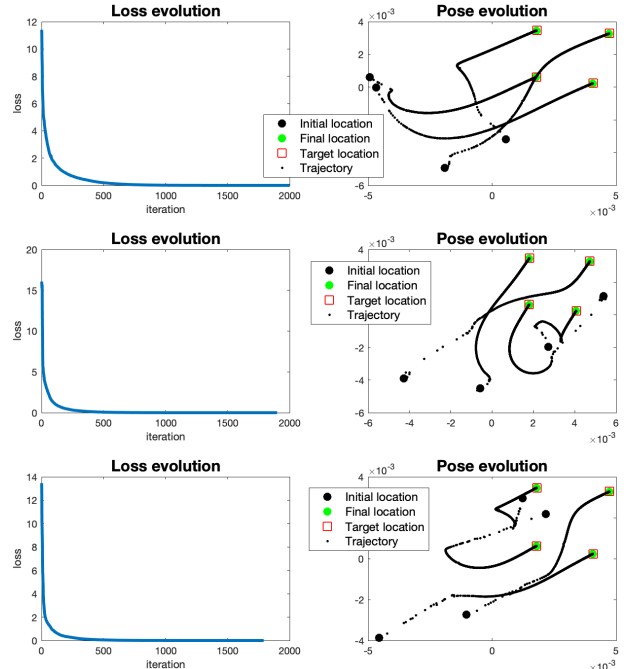 Loss evolution
12
10
8
6
4
2
0
loss
0 500 1000 1500 2000
iteration
Pose evolution
×10⁻³
4
2
0
-2
-4
-6
-5 0 5
×10⁻³
Initial location
Final location
Target location
Trajectory
Loss evolution
20
15
10
5
0
loss
0 500 1000 1500 2000
iteration
Pose evolution
×10⁻³
4
2
0
-2
-4
-6
-6 -4 -2 0 2 4 6
×10⁻³
Initial location
Final location
Target location
Trajectory
Loss evolution
14
12
10
8
6
4
2
0
loss
0 500 1000 1500 2000
iteration
Pose evolution
×10⁻³
4
2
0
-2
-4
-5 0 5
×10⁻³
Initial location
Final location
Target location
Trajectory